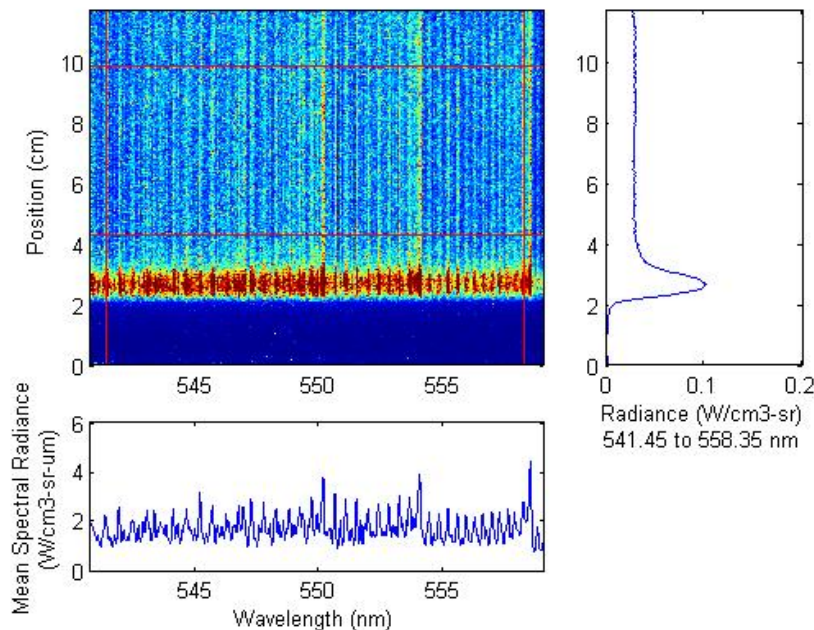 10
8
6
4
2
0
Position (cm)
545 550 555
10
8
6
4
2
0
0 0.1 0.2
Radiance (W/cm3-sr)
541.45 to 558.35 nm
6
4
2
0
Mean Spectral Radiance
(W/cm3-sr-um)
545 550 555
Wavelength (nm)